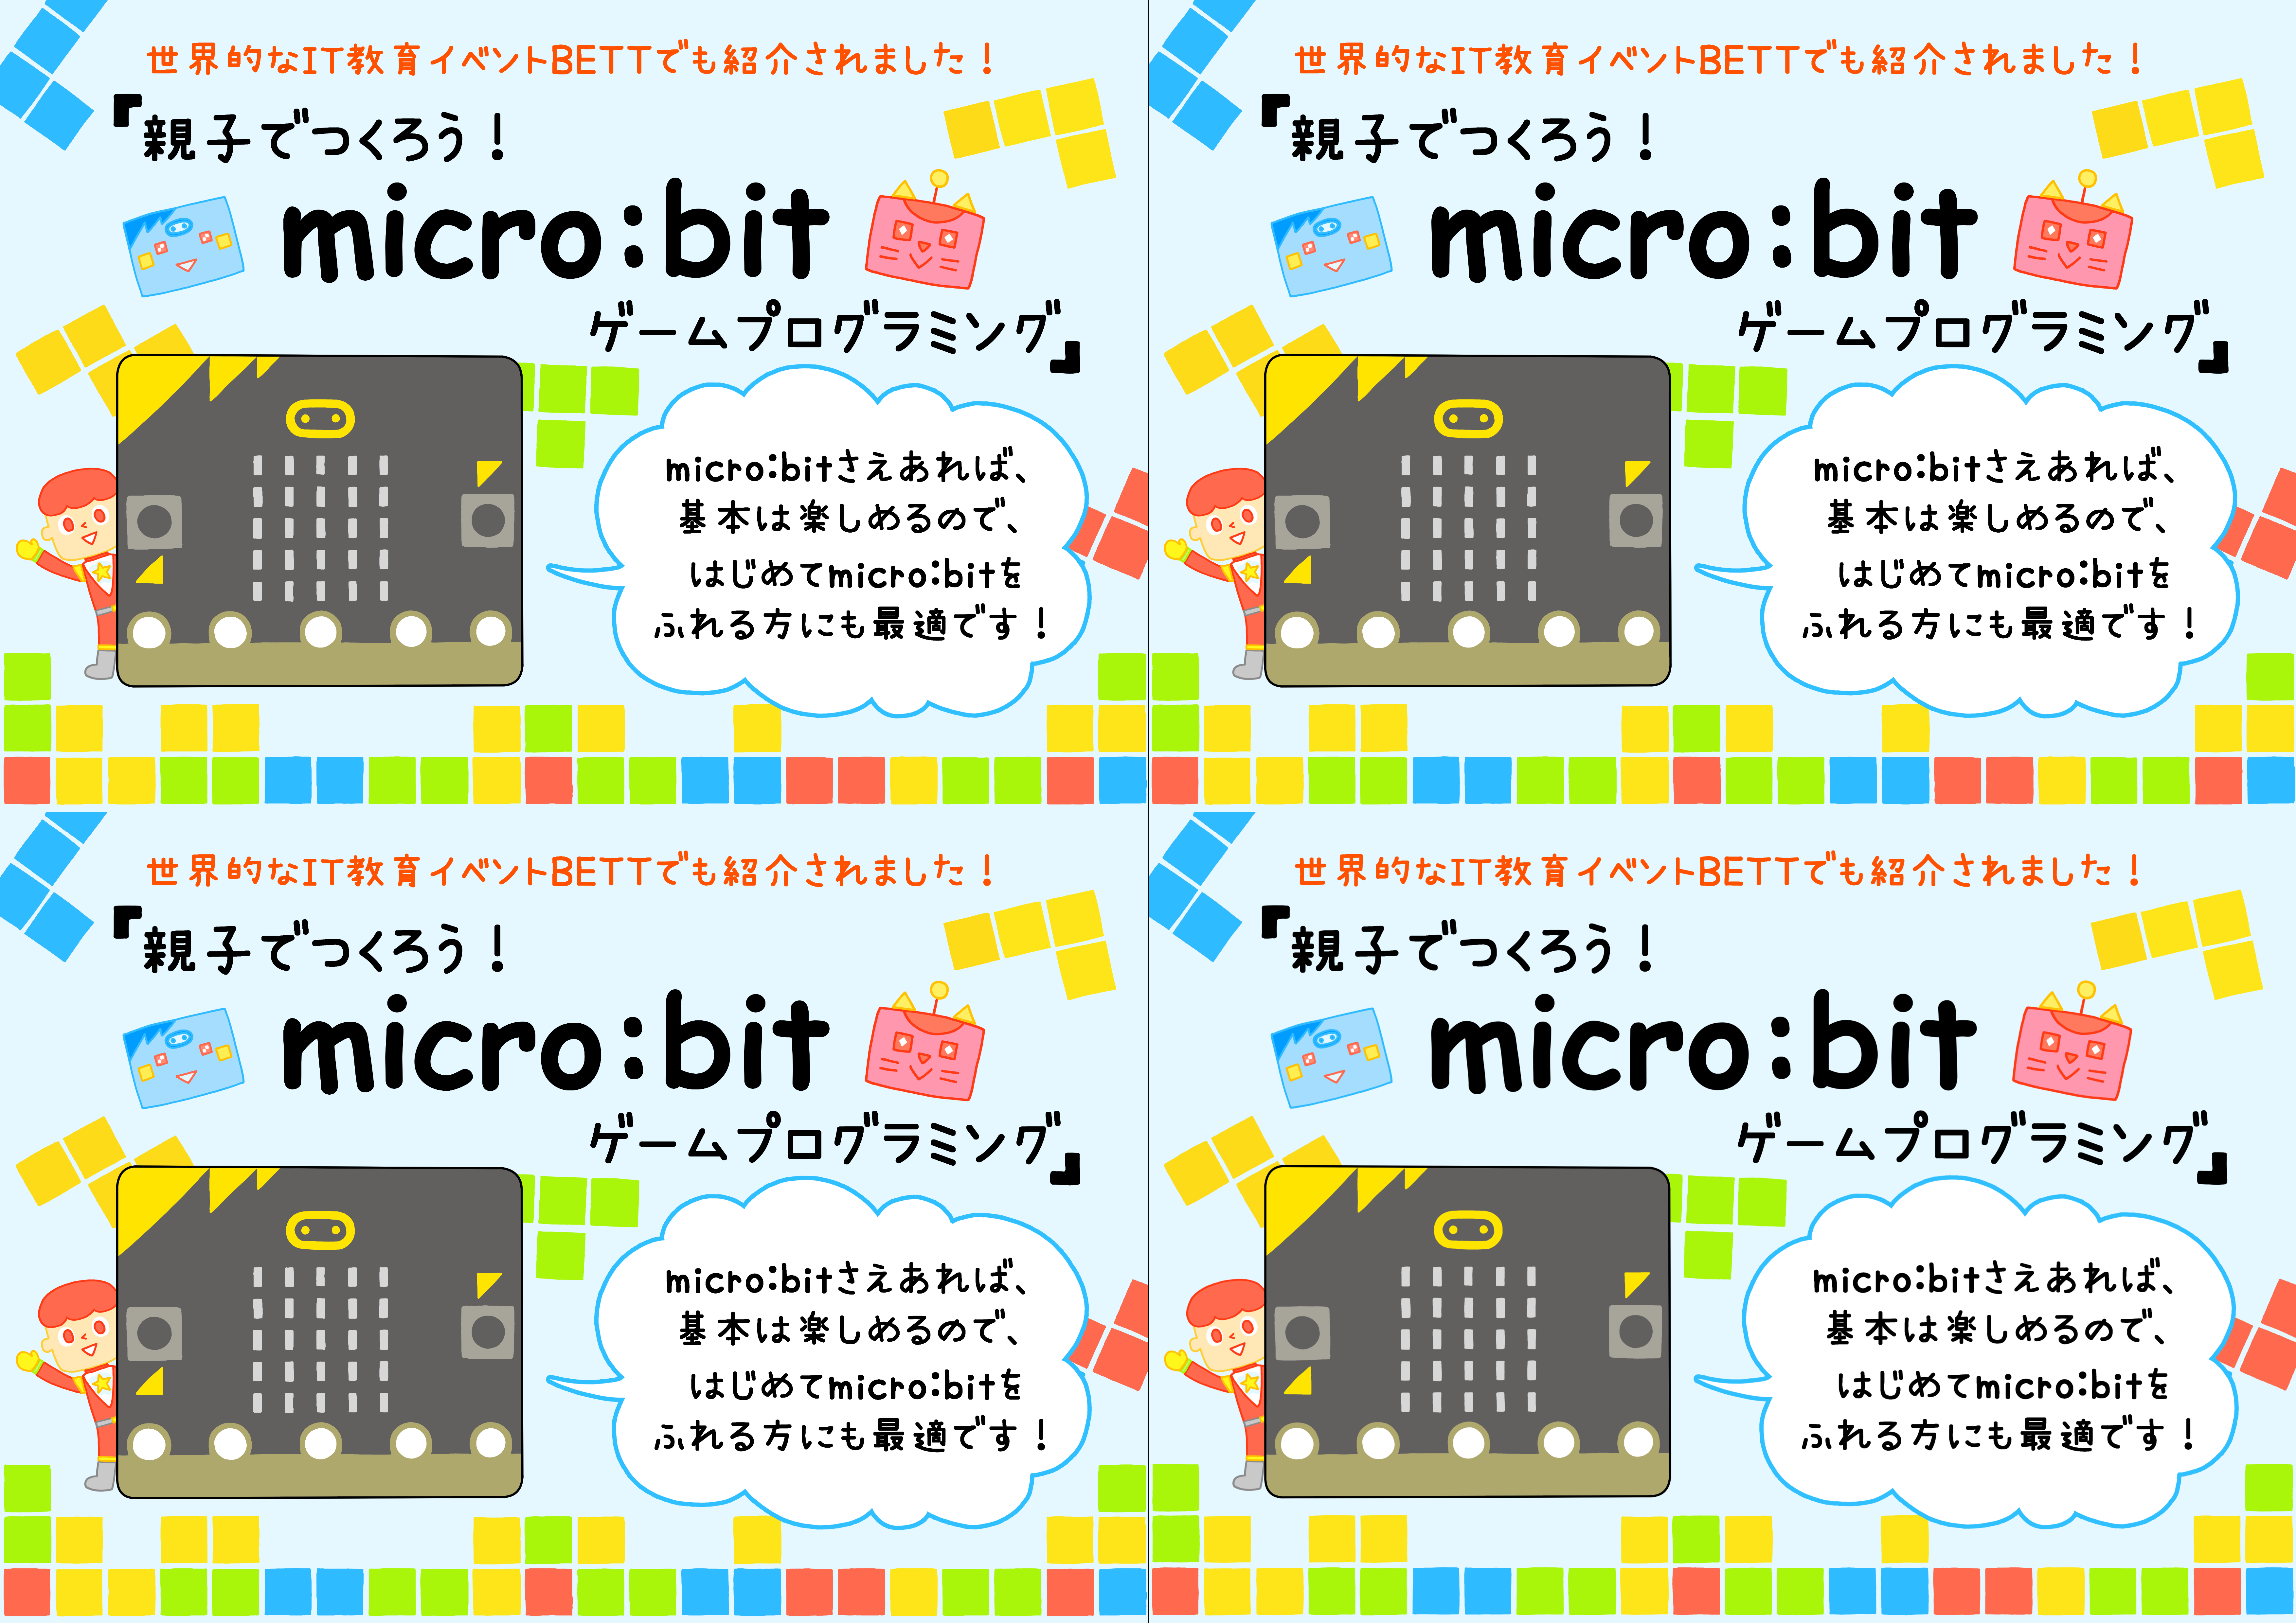 世界的なIT教育イベントBETTでも紹介されました！
『親子でつくろう！
micro:bit
ゲームプログラミング』
micro:bitさえあれば、
基本は楽しめるので、
はじめてmicro:bitを
ふれる方にも最適です！
世界的なIT教育イベントBETTでも紹介されました！
『親子でつくろう！
micro:bit
ゲームプログラミング』
micro:bitさえあれば、
基本は楽しめるので、
はじめてmicro:bitを
ふれる方にも最適です！
世界的なIT教育イベントBETTでも紹介されました！
『親子でつくろう！
micro:bit
ゲームプログラミング』
micro:bitさえあれば、
基本は楽しめるので、
はじめてmicro:bitを
ふれる方にも最適です！
世界的なIT教育イベントBETTでも紹介されました！
『親子でつくろう！
micro:bit
ゲームプログラミング』
micro:bitさえあれば、
基本は楽しめるので、
はじめてmicro:bitを
ふれる方にも最適です！